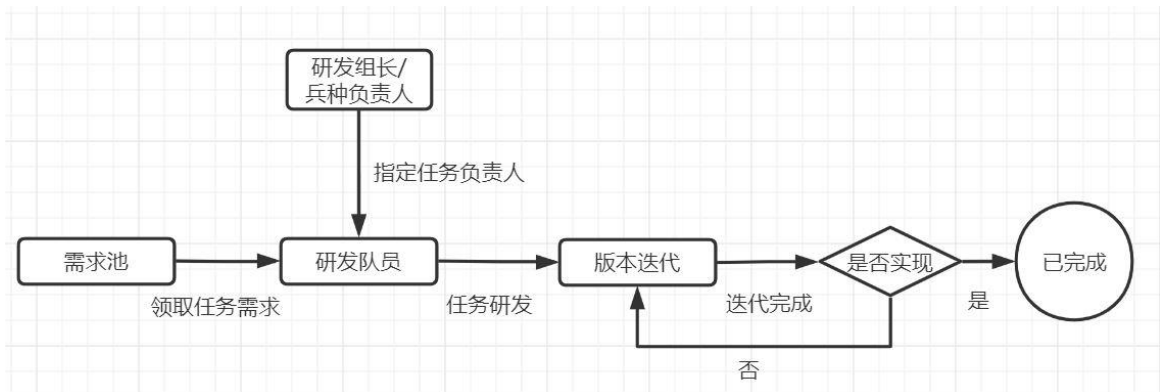 研发组长/
兵种负责人
指定任务负责人
需求池
领取任务需求
研发队员
任务研发
版本迭代
迭代完成
是否实现
是
已完成
否